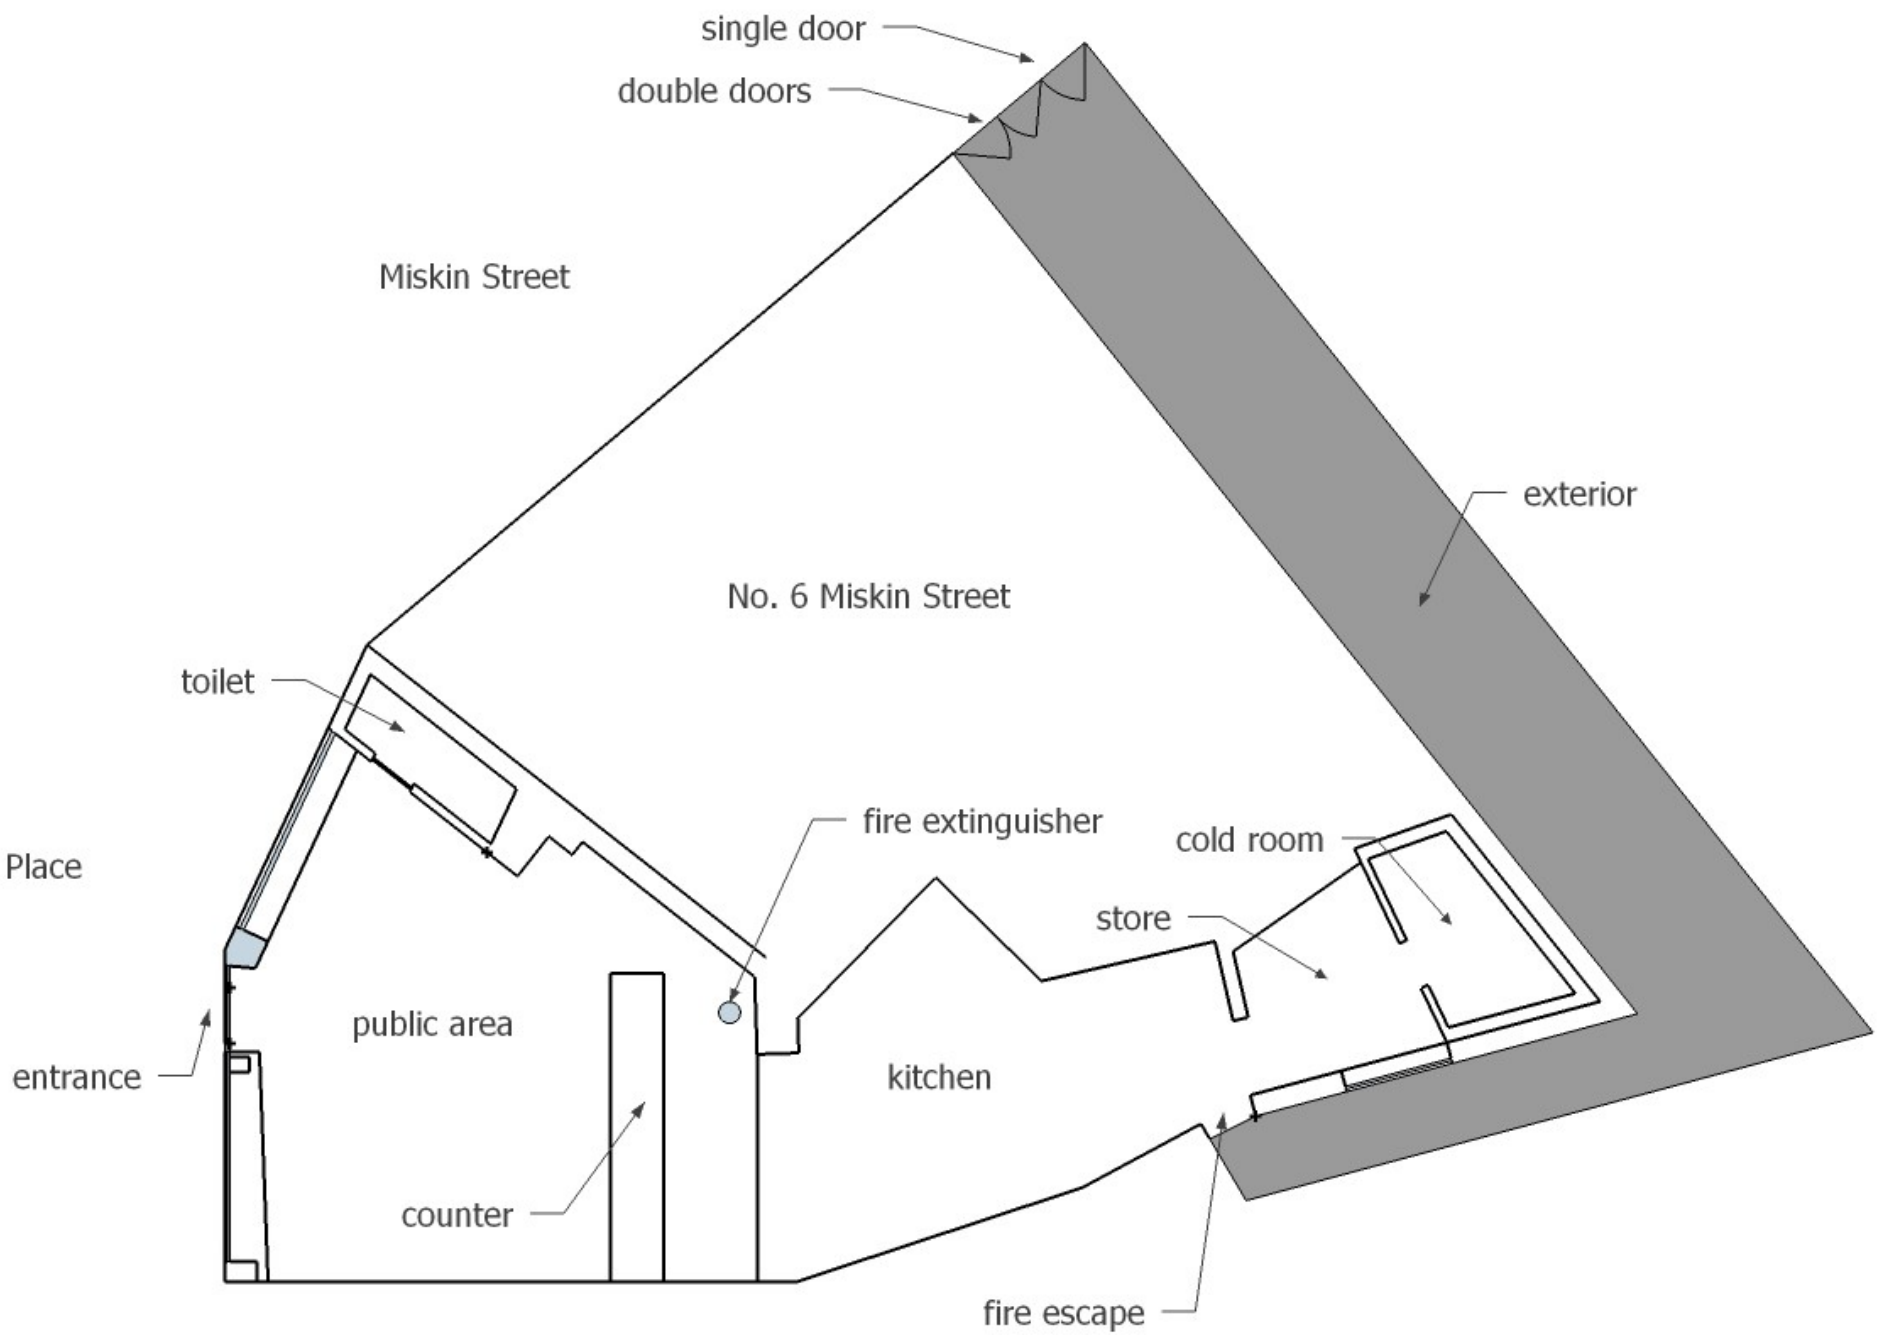 single door
double doors
Miskin Street
exterior
No. 6 Miskin Street
toilet
fire extinguisher
cold room
Place
store
public area
entrance
kitchen
counter
fire escape